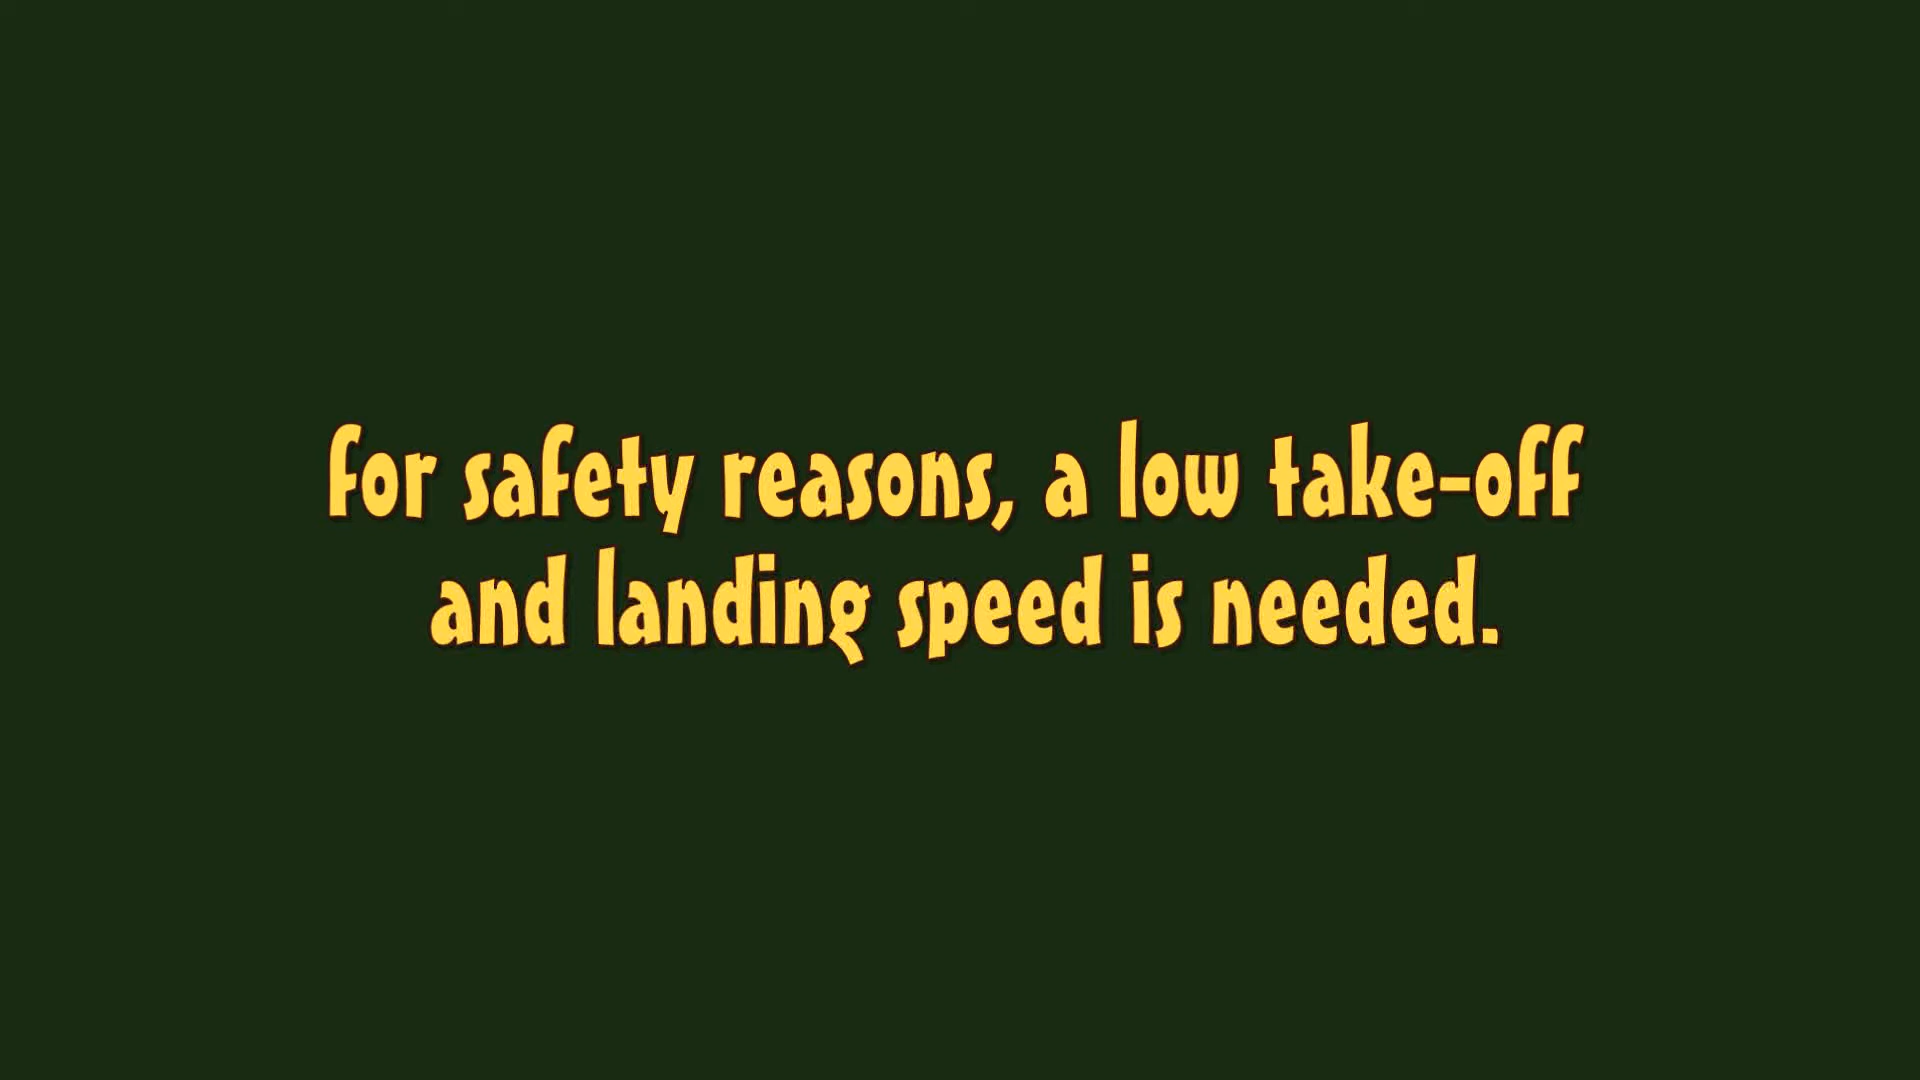 for safety reasons, a low take-off
and landing speed is needed.